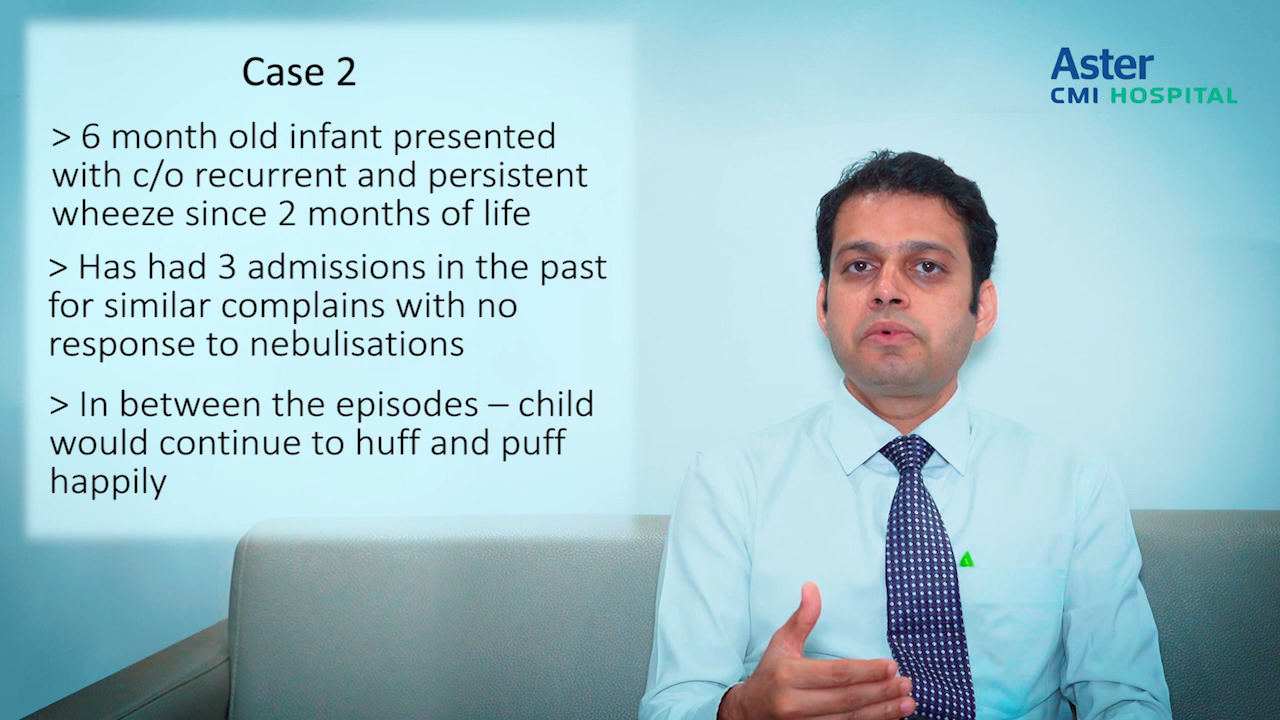 Case 2
> 6 month old infant presented
with c/o recurrent and persistent
wheeze since 2 months of life
> Has had 3 admissions in the past
for similar complains with no
response to nebulisations
> In between the episodes – child
would continue to huff and puff
happily
Aster
CMI HOSPITAL